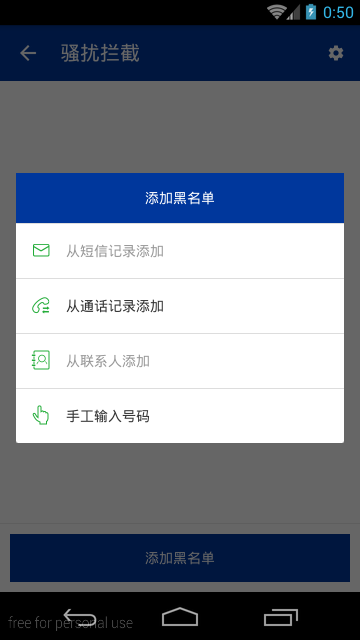 0:50
骚扰拦截
添加黑名单
从短信记录添加
从通话记录添加
从联系人添加
手工输入号码
添加黑名单
free for personal use